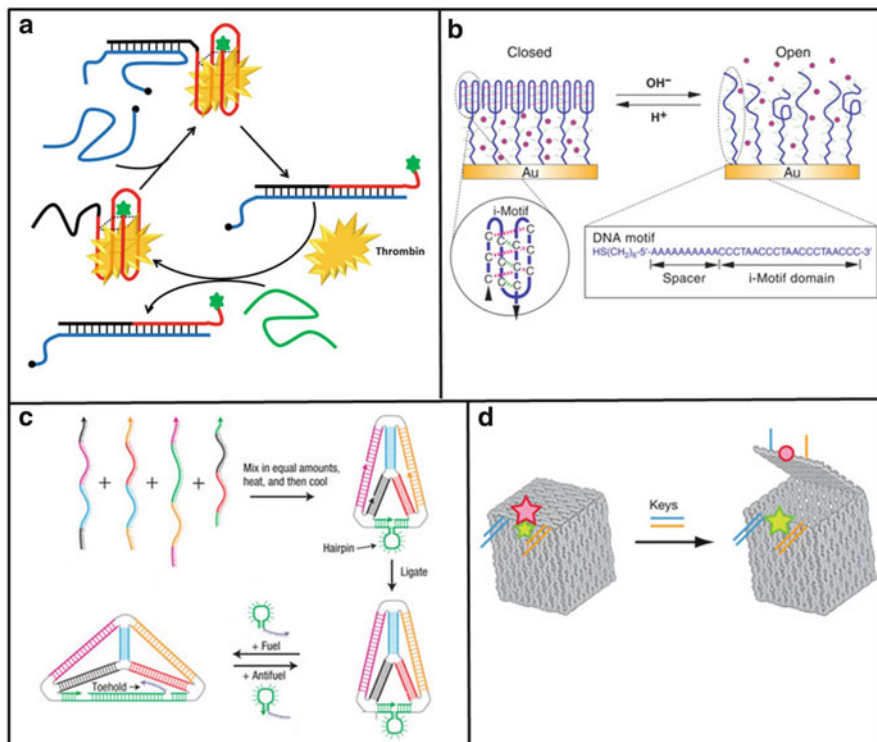 a
Thrombin
b
Closed
Open
OH⁻
H⁺
Au
Au
i-Motif
C
C
C
C
C
C
C
C
C
C
C
C
DNA motif
HS(CH₂)₆-5'-AAAAAAAAAACCCTAACCCTAACCCTAACCC-3'
Spacer
i-Motif domain
c
+
+
+
Mix in equal amounts,
heat, and then cool
Hairpin
Ligate
+ Fuel
+ Antifuel
Toehold
d
Keys